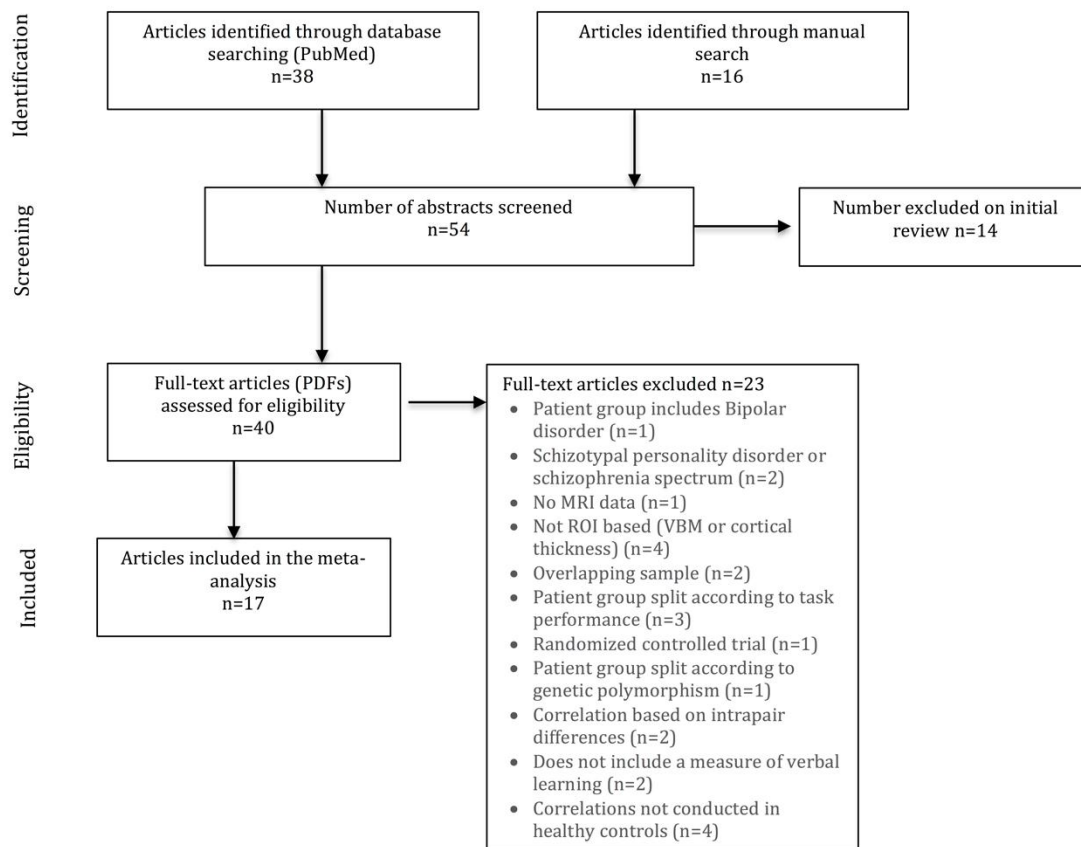 Identification
Articles identified through database
searching (PubMed)
n=38
Articles identified through manual
search
n=16
Screening
Number of abstracts screened
n=54
Number excluded on initial
review n=14
Eligibility
Full-text articles (PDFs)
assessed for eligibility
n=40
Full-text articles excluded n=23
• Patient group includes Bipolar
disorder (n=1)
• Schizotypal personality disorder or
schizophrenia spectrum (n=2)
• No MRI data (n=1)
• Not ROI based (VBM or cortical
thickness) (n=4)
• Overlapping sample (n=2)
• Patient group split according to task
performance (n=3)
• Randomized controlled trial (n=1)
• Patient group split according to
genetic polymorphism (n=1)
• Correlation based on intrapair
differences (n=2)
• Does not include a measure of verbal
learning (n=2)
• Correlations not conducted in
healthy controls (n=4)
Included
Articles included in the meta-
analysis
n=17